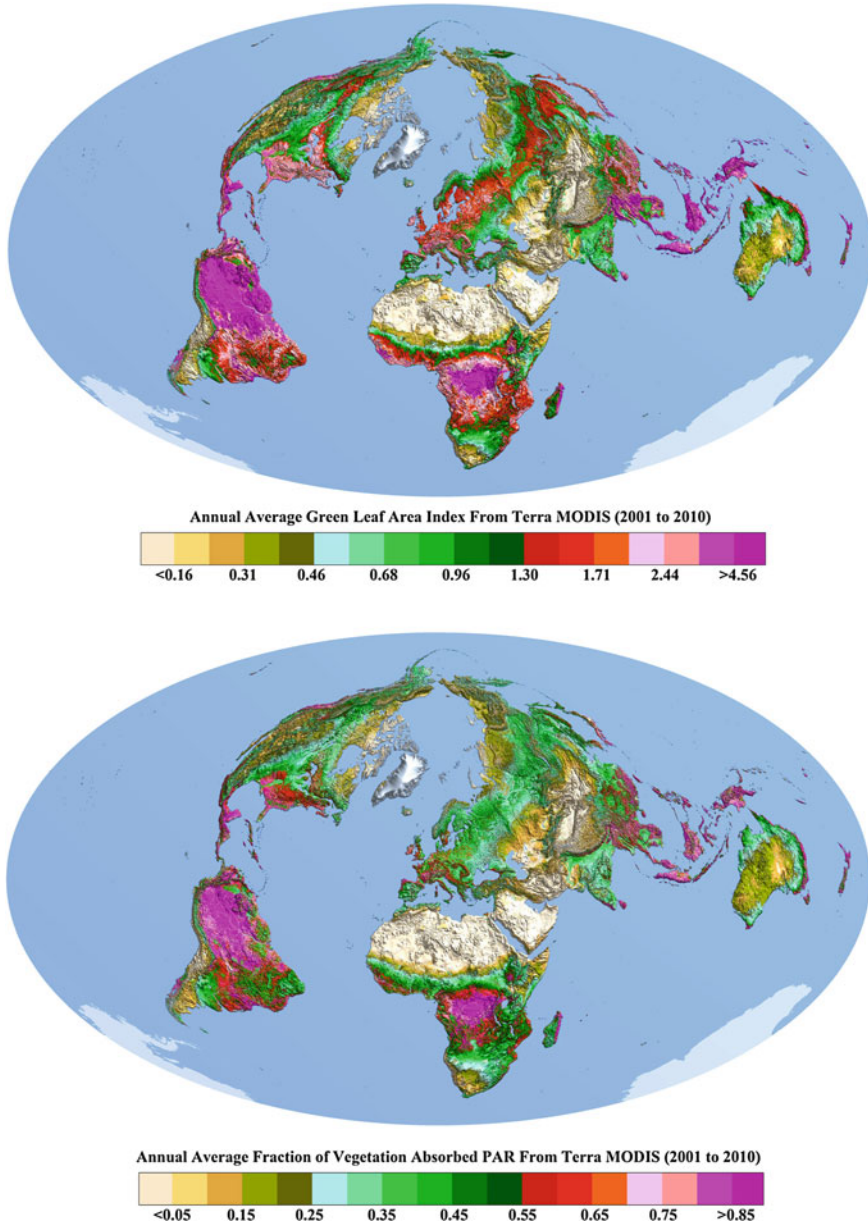 Annual Average Green Leaf Area Index From Terra MODIS (2001 to 2010)
<0.16 0.31 0.46 0.68 0.96 1.30 1.71 2.44 >4.56
Annual Average Fraction of Vegetation Absorbed PAR From Terra MODIS (2001 to 2010)
<0.05 0.15 0.25 0.35 0.45 0.55 0.65 0.75 >0.85